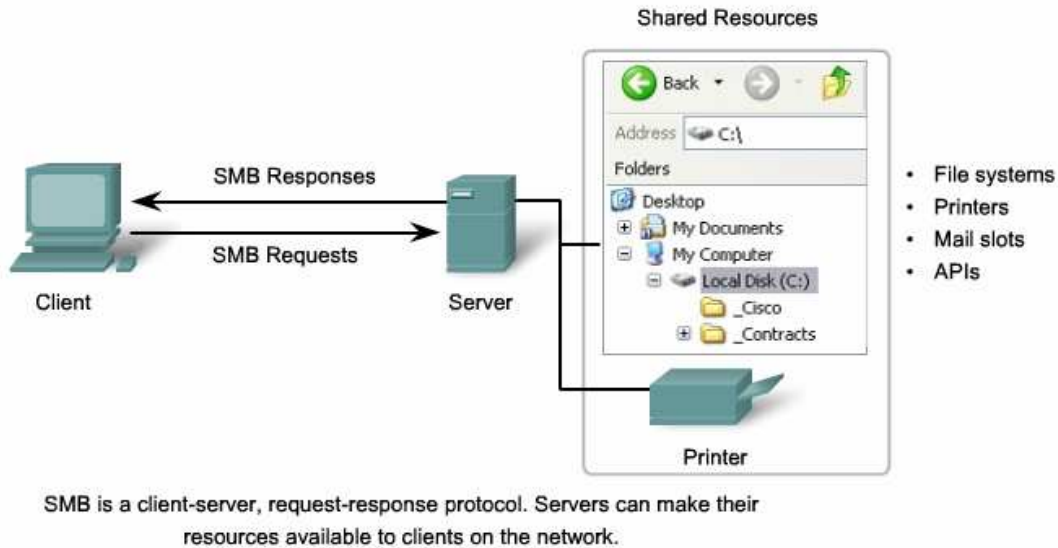 Shared Resources
Back
Address C:\
Folders
Desktop
My Documents
My Computer
Local Disk (C:)
_Cisco
_Contracts
SMB Responses
SMB Requests
Client
Server
Printer
• File systems
• Printers
• Mail slots
• APIs
SMB is a client-server, request-response protocol. Servers can make their
resources available to clients on the network.